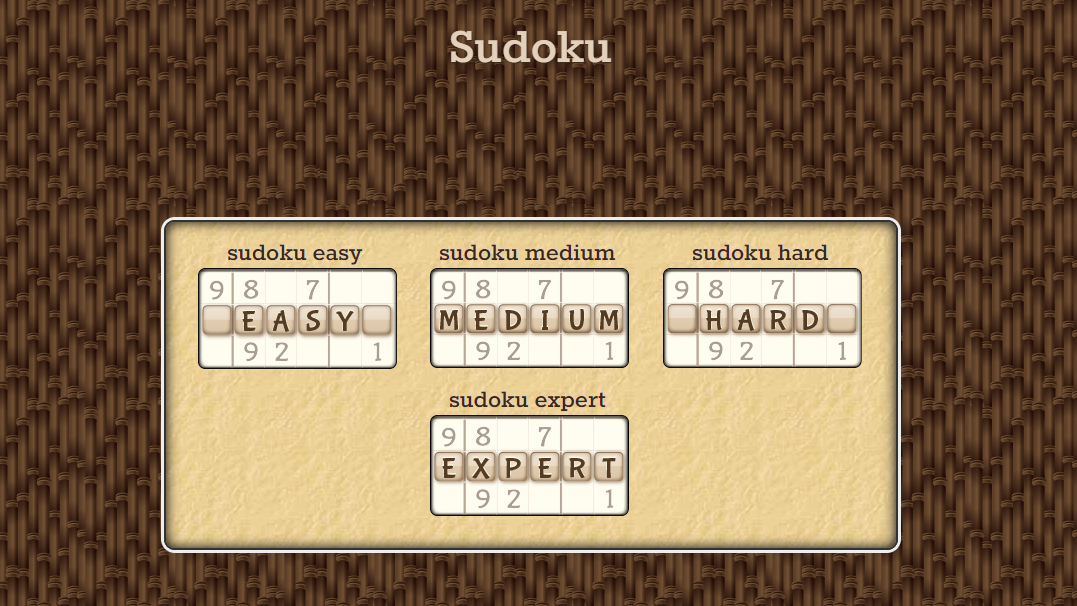 Sudoku
sudoku easy
sudoku medium
sudoku hard
9 8 7
EASY
9 2 1
9 8 7
MEDIUM
9 2 1
9 8 7
HARD
9 2 1
sudoku expert
9 8 7
EXPERT
9 2 1